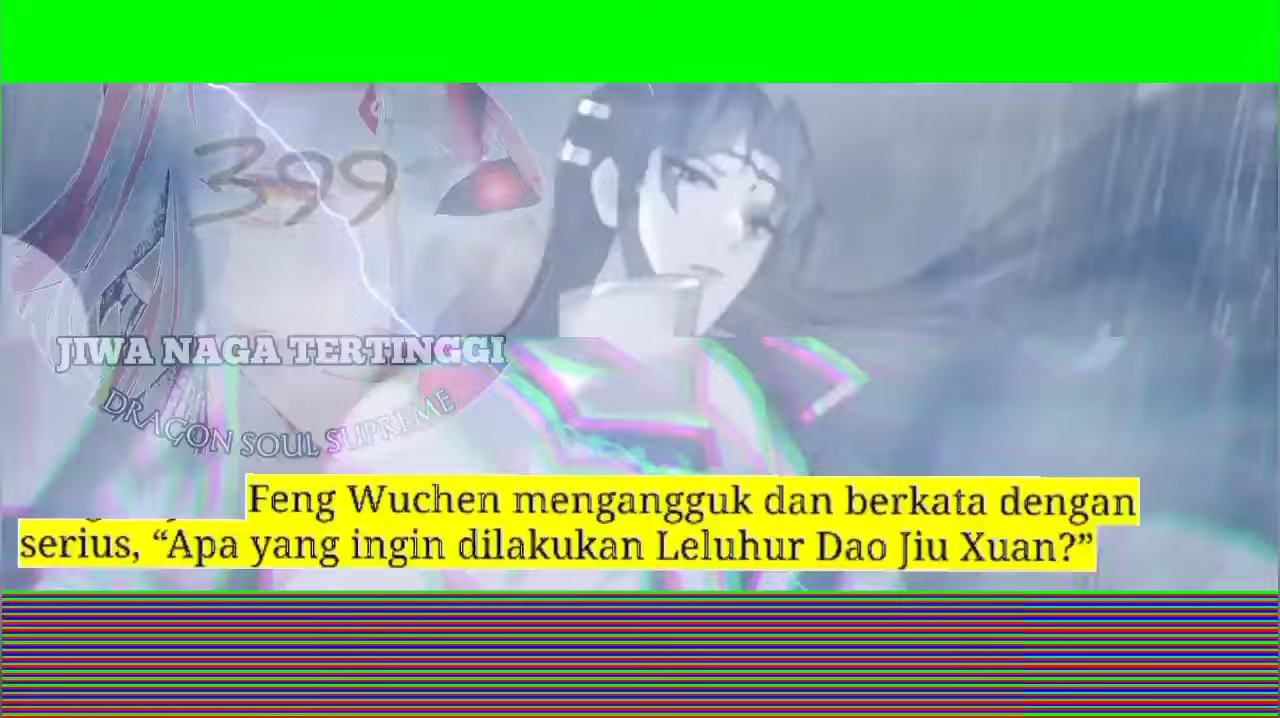 399
JIWA NAGA TERTINGGI
DRAGON SOUL SUPREME
Feng Wuchen mengangguk dan berkata dengan
serius, “Apa yang ingin dilakukan Leluhur Dao Jiu Xuan?”